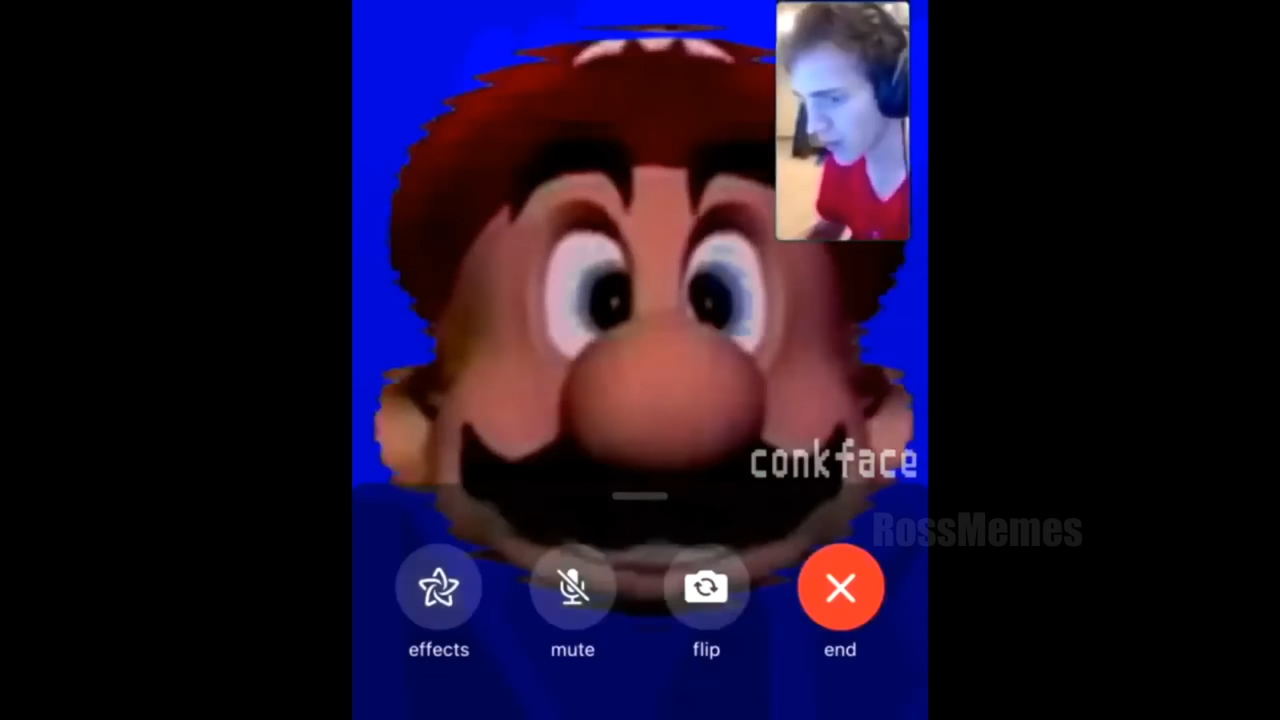 conkface
RossMemes
effects
mute
flip
end